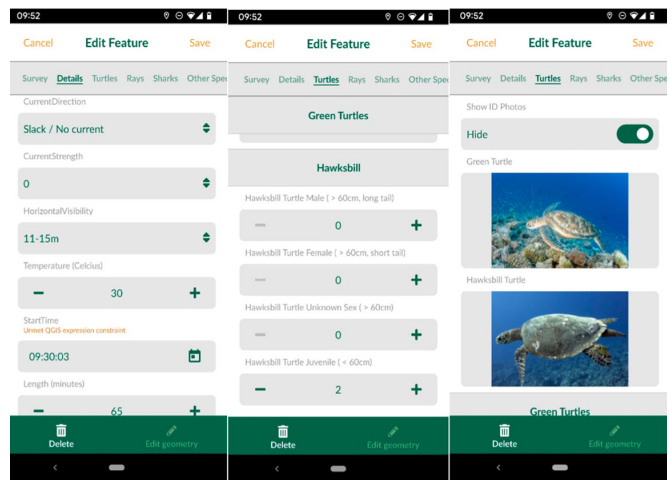 09:52
Cancel Edit Feature Save
Survey Details Turtles Rays Sharks Other Spe
CurrentDirection
Slack / No current
CurrentStrength
0
HorizontalVisibility
11-15m
Temperature (Celcius)
− 30 +
StartTime
Unmet QGIS expression constraint
09:30:03
Length (minutes)
− 65 +
Delete Edit geometry
09:52
Cancel Edit Feature Save
Survey Details Turtles Rays Sharks Other Spec
Green Turtles
Hawksbill
Hawksbill Turtle Male ( > 60cm, long tail)
− 0 +
Hawksbill Turtle Female ( > 60cm, short tail)
− 0 +
Hawksbill Turtle Unknown Sex ( > 60cm)
− 0 +
Hawksbill Turtle Juvenile ( < 60cm)
− 2 +
Delete Edit geometry
09:52
Cancel Edit Feature Save
Survey Details Turtles Rays Sharks Other Spe
Show ID Photos
Hide
Green Turtle
Hawksbill Turtle
Green Turtles
Delete Edit geometry